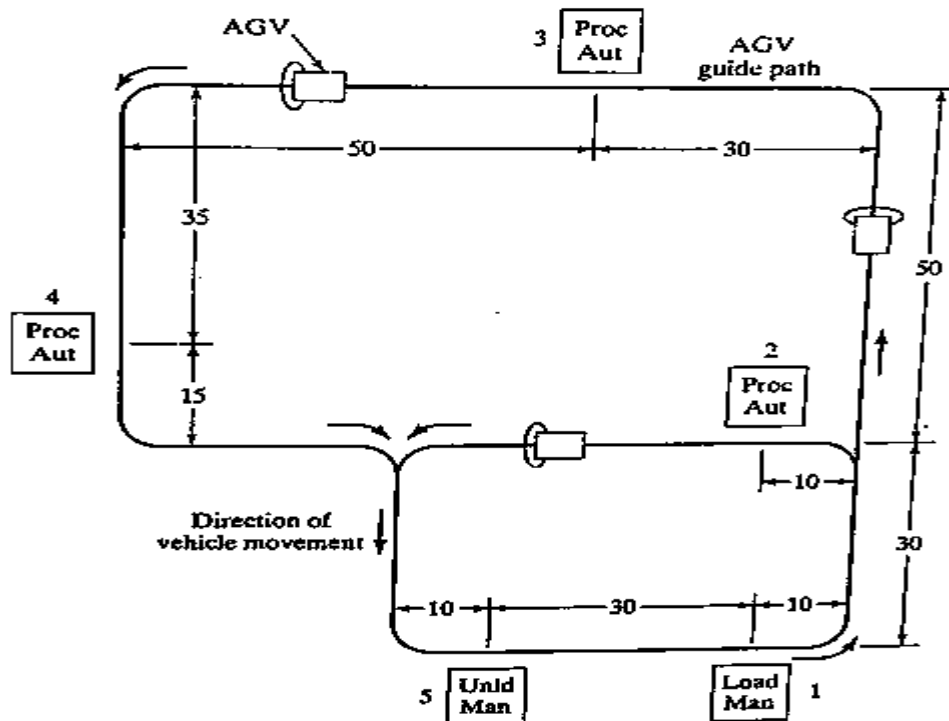 AGV
3
Proc
Aut
AGV
guide path
50
30
35
50
4
Proc
Aut
2
Proc
Aut
15
10
Direction of
vehicle movement
30
10
30
10
5
Unld
Man
Load
Man
1